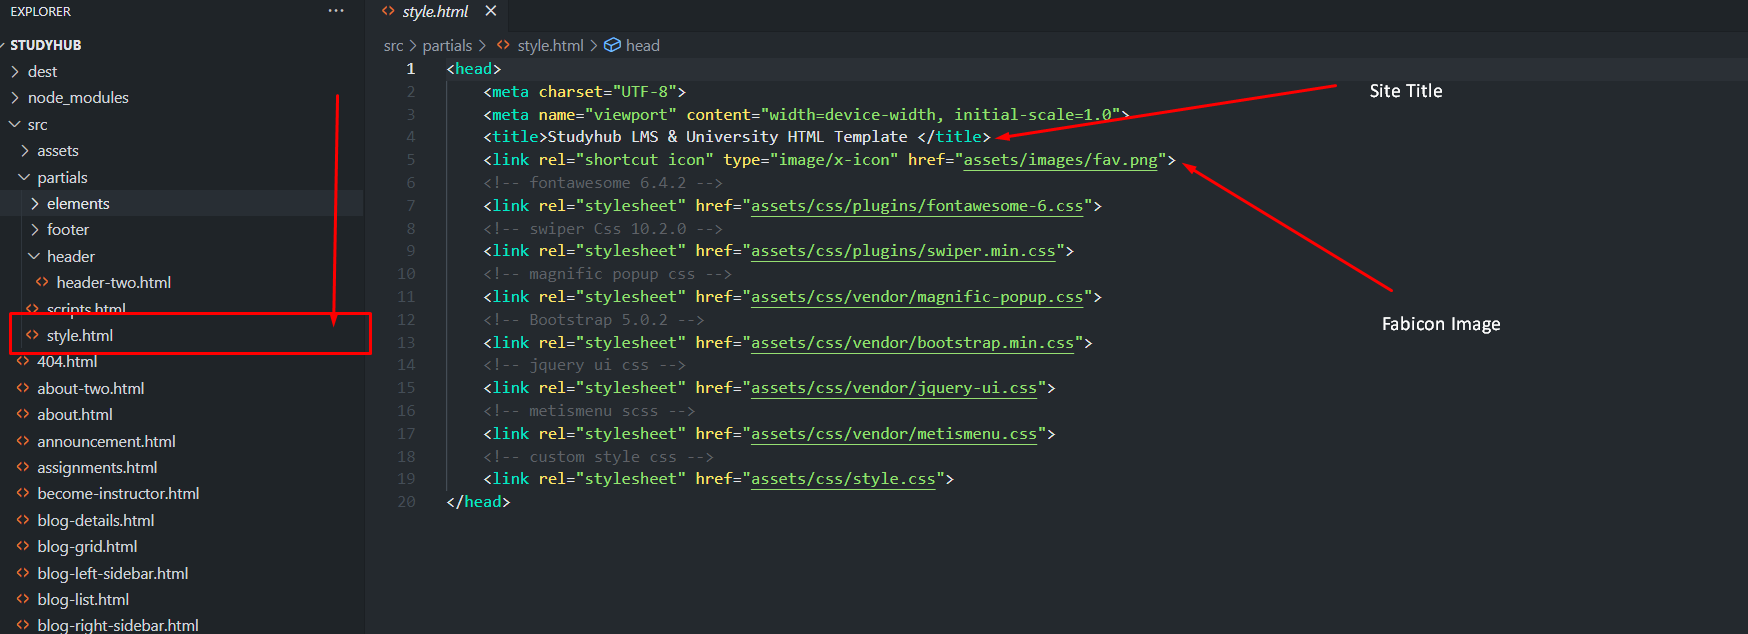 EXPLORER
STUDYHUB
dest
node_modules
src
assets
partials
elements
footer
header
header-two.html
scripts.html
style.html
404.html
about-two.html
about.html
announcement.html
assignments.html
become-instructor.html
blog-details.html
blog-grid.html
blog-left-sidebar.html
blog-list.html
blog-right-sidebar.html
style.html
src > partials > style.html > head
1 <head>
2 <meta charset="UTF-8">
3 <meta name="viewport" content="width=device-width, initial-scale=1.0">
4 <title>Studyhub LMS & University HTML Template </title>
5 <link rel="shortcut icon" type="image/x-icon" href="assets/images/fav.png">
6 <!-- fontawesome 6.4.2 -->
7 <link rel="stylesheet" href="assets/css/plugins/fontawesome-6.css">
8 <!-- swiper Css 10.2.0 -->
9 <link rel="stylesheet" href="assets/css/plugins/swiper.min.css">
10 <!-- magnific popup css -->
11 <link rel="stylesheet" href="assets/css/vendor/magnific-popup.css">
12 <!-- Bootstrap 5.0.2 -->
13 <link rel="stylesheet" href="assets/css/vendor/bootstrap.min.css">
14 <!-- jquery ui css -->
15 <link rel="stylesheet" href="assets/css/vendor/jquery-ui.css">
16 <!-- metismenu scss -->
17 <link rel="stylesheet" href="assets/css/vendor/metismenu.css">
18 <!-- custom style css -->
19 <link rel="stylesheet" href="assets/css/style.css">
20 </head>
Site Title
Fabicon Image